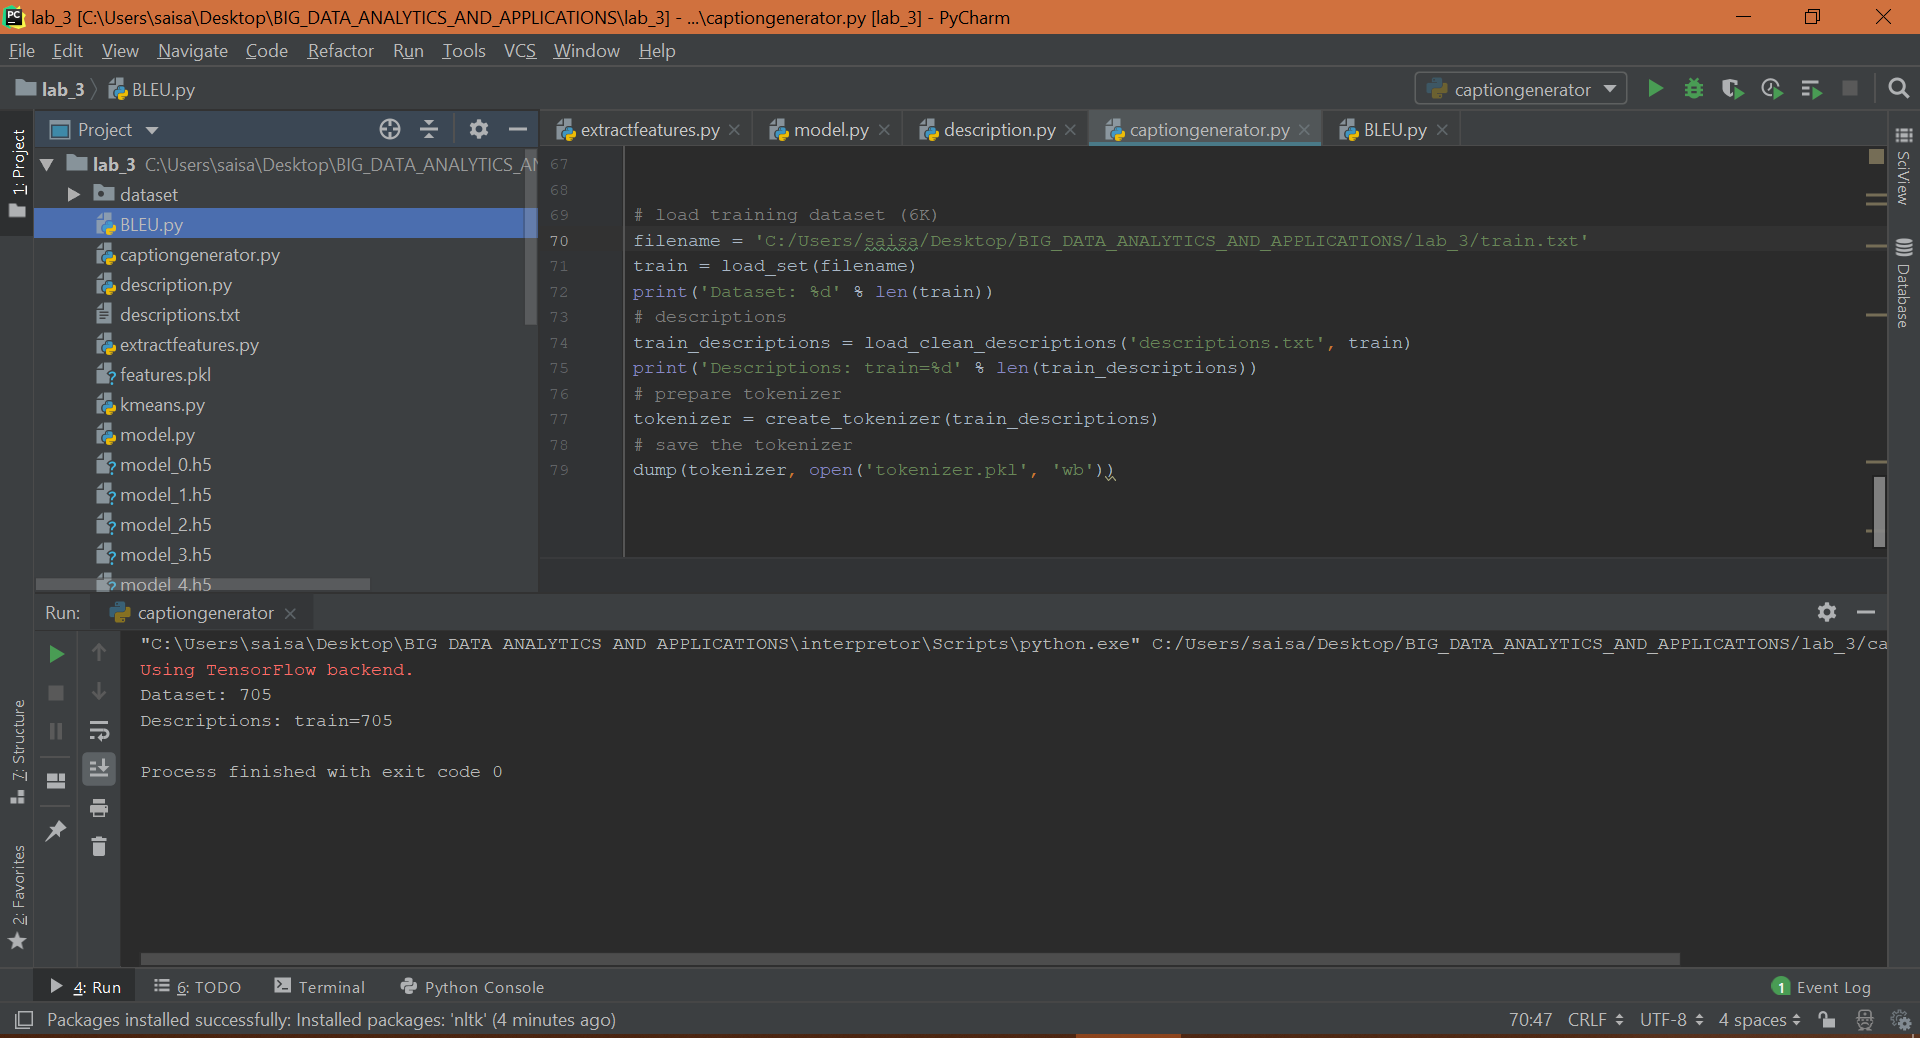 PC lab_3 [C:\Users\saisa\Desktop\BIG_DATA_ANALYTICS_AND_APPLICATIONS\lab_3] - ...\captiongenerator.py [lab_3] - PyCharm
File Edit View Navigate Code Refactor Run Tools VCS Window Help
lab_3 BLEU.py captiongenerator
1: Project
Project
extractfeatures.py model.py description.py captiongenerator.py BLEU.py
lab_3 C:\Users\saisa\Desktop\BIG_DATA_ANALYTICS_AN
dataset
BLEU.py
captiongenerator.py
description.py
descriptions.txt
extractfeatures.py
features.pkl
kmeans.py
model.py
model_0.h5
model_1.h5
model_2.h5
model_3.h5
model_4.h5
67
68
69 # load training dataset (6K)
70 filename = 'C:/Users/saisa/Desktop/BIG_DATA_ANALYTICS_AND_APPLICATIONS/lab_3/train.txt'
71 train = load_set(filename)
72 print('Dataset: %d' % len(train))
73 # descriptions
74 train_descriptions = load_clean_descriptions('descriptions.txt', train)
75 print('Descriptions: train=%d' % len(train_descriptions))
76 # prepare tokenizer
77 tokenizer = create_tokenizer(train_descriptions)
78 # save the tokenizer
79 dump(tokenizer, open('tokenizer.pkl', 'wb'))
SciView
Database
Run: captiongenerator
"C:\Users\saisa\Desktop\BIG DATA ANALYTICS AND APPLICATIONS\interpretor\Scripts\python.exe" C:/Users/saisa/Desktop/BIG_DATA_ANALYTICS_AND_APPLICATIONS/lab_3/ca
Using TensorFlow backend.
Dataset: 705
Descriptions: train=705
Process finished with exit code 0
7: Structure
2: Favorites
4: Run 6: TODO Terminal Python Console 1 Event Log
Packages installed successfully: Installed packages: 'nltk' (4 minutes ago) 70:47 CRLF UTF-8 4 spaces